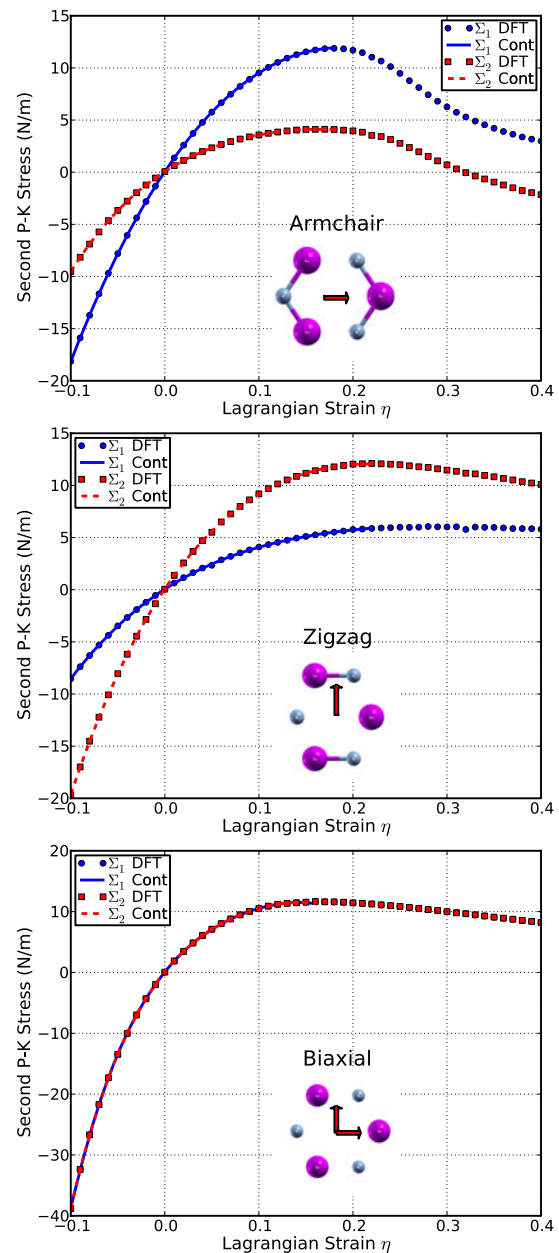 15
10
5
0
−5
−10
−15
−20
Second P-K Stress (N/m)
Σ1 DFT
Σ1 Cont
Σ2 DFT
Σ2 Cont
Armchair
−0.1 0.0 0.1 0.2 0.3 0.4
Lagrangian Strain η
15
10
5
0
−5
−10
−15
−20
Second P-K Stress (N/m)
Σ1 DFT
Σ1 Cont
Σ2 DFT
Σ2 Cont
Zigzag
−0.1 0.0 0.1 0.2 0.3 0.4
Lagrangian Strain η
20
10
0
−10
−20
−30
−40
Second P-K Stress (N/m)
Σ1 DFT
Σ1 Cont
Σ2 DFT
Σ2 Cont
Biaxial
−0.1 0.0 0.1 0.2 0.3 0.4
Lagrangian Strain η